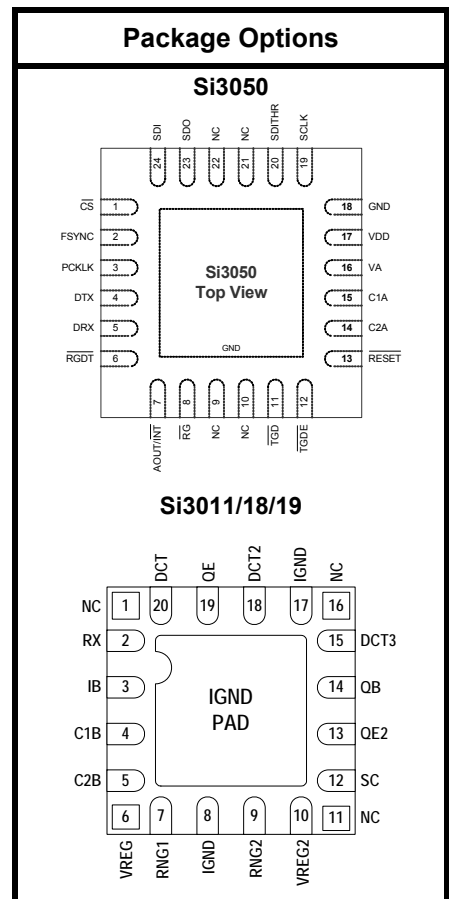 Package Options
Si3050
SDI
SDO
NC
NC
SDITHR
SCLK
24
23
22
21
20
19
CS
1
18
GND
FSYNC
2
17
VDD
PCKLK
3
16
VA
Si3050
Top View
DTX
4
15
C1A
DRX
5
14
C2A
GND
RGDT
6
13
RESET
7
8
9
10
11
12
AOUT/INT
RG
NC
NC
TGD
TGDE
Si3011/18/19
DCT
QE
DCT2
IGND
NC
NC
1
20
19
18
17
16
RX
2
15
DCT3
IB
3
14
QB
IGND
PAD
C1B
4
13
QE2
C2B
5
12
SC
6
7
8
9
10
11
NC
VREG
RNG1
IGND
RNG2
VREG2